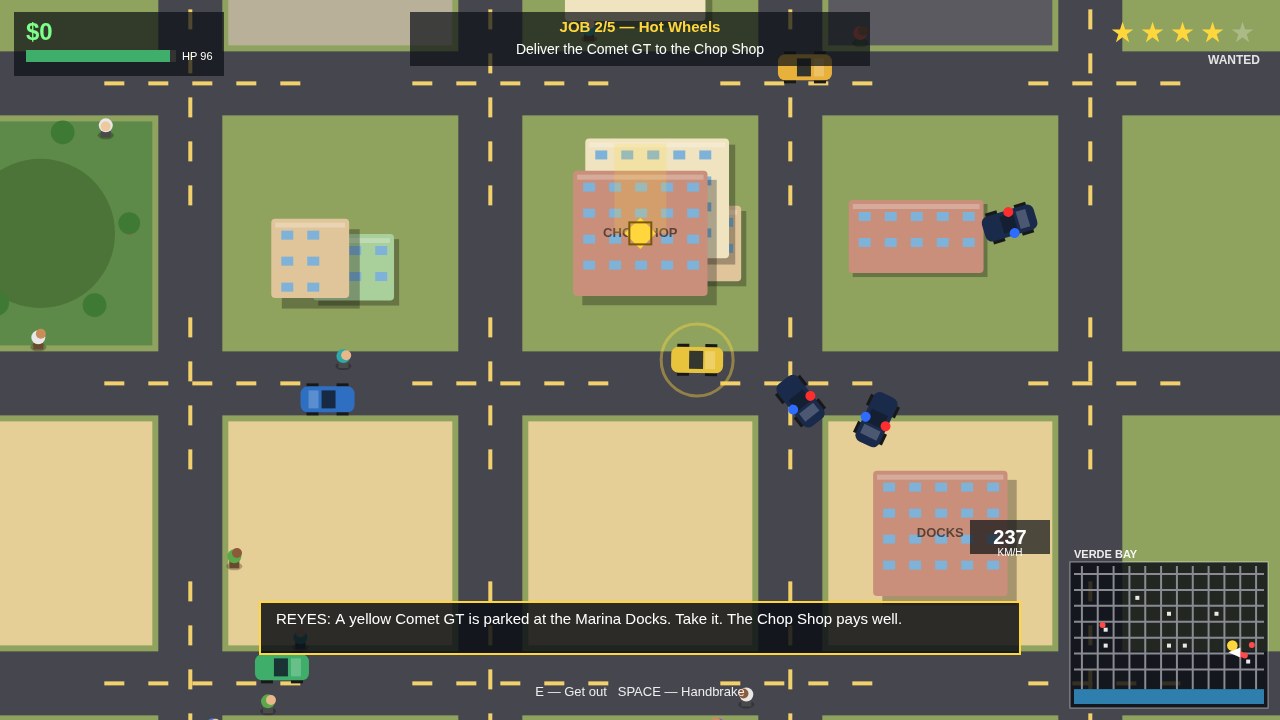 $0
HP 96
JOB 2/5 — Hot Wheels
Deliver the Comet GT to the Chop Shop
WANTED
DOCKS
237
KM/H
VERDE BAY
REYES: A yellow Comet GT is parked at the Marina Docks. Take it. The Chop Shop pays well.
E — Get out   SPACE — Handbrake